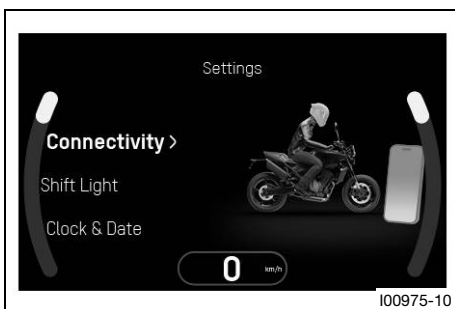 Settings
Connectivity >
Shift Light
Clock & Date
0 km/h
I00975-10